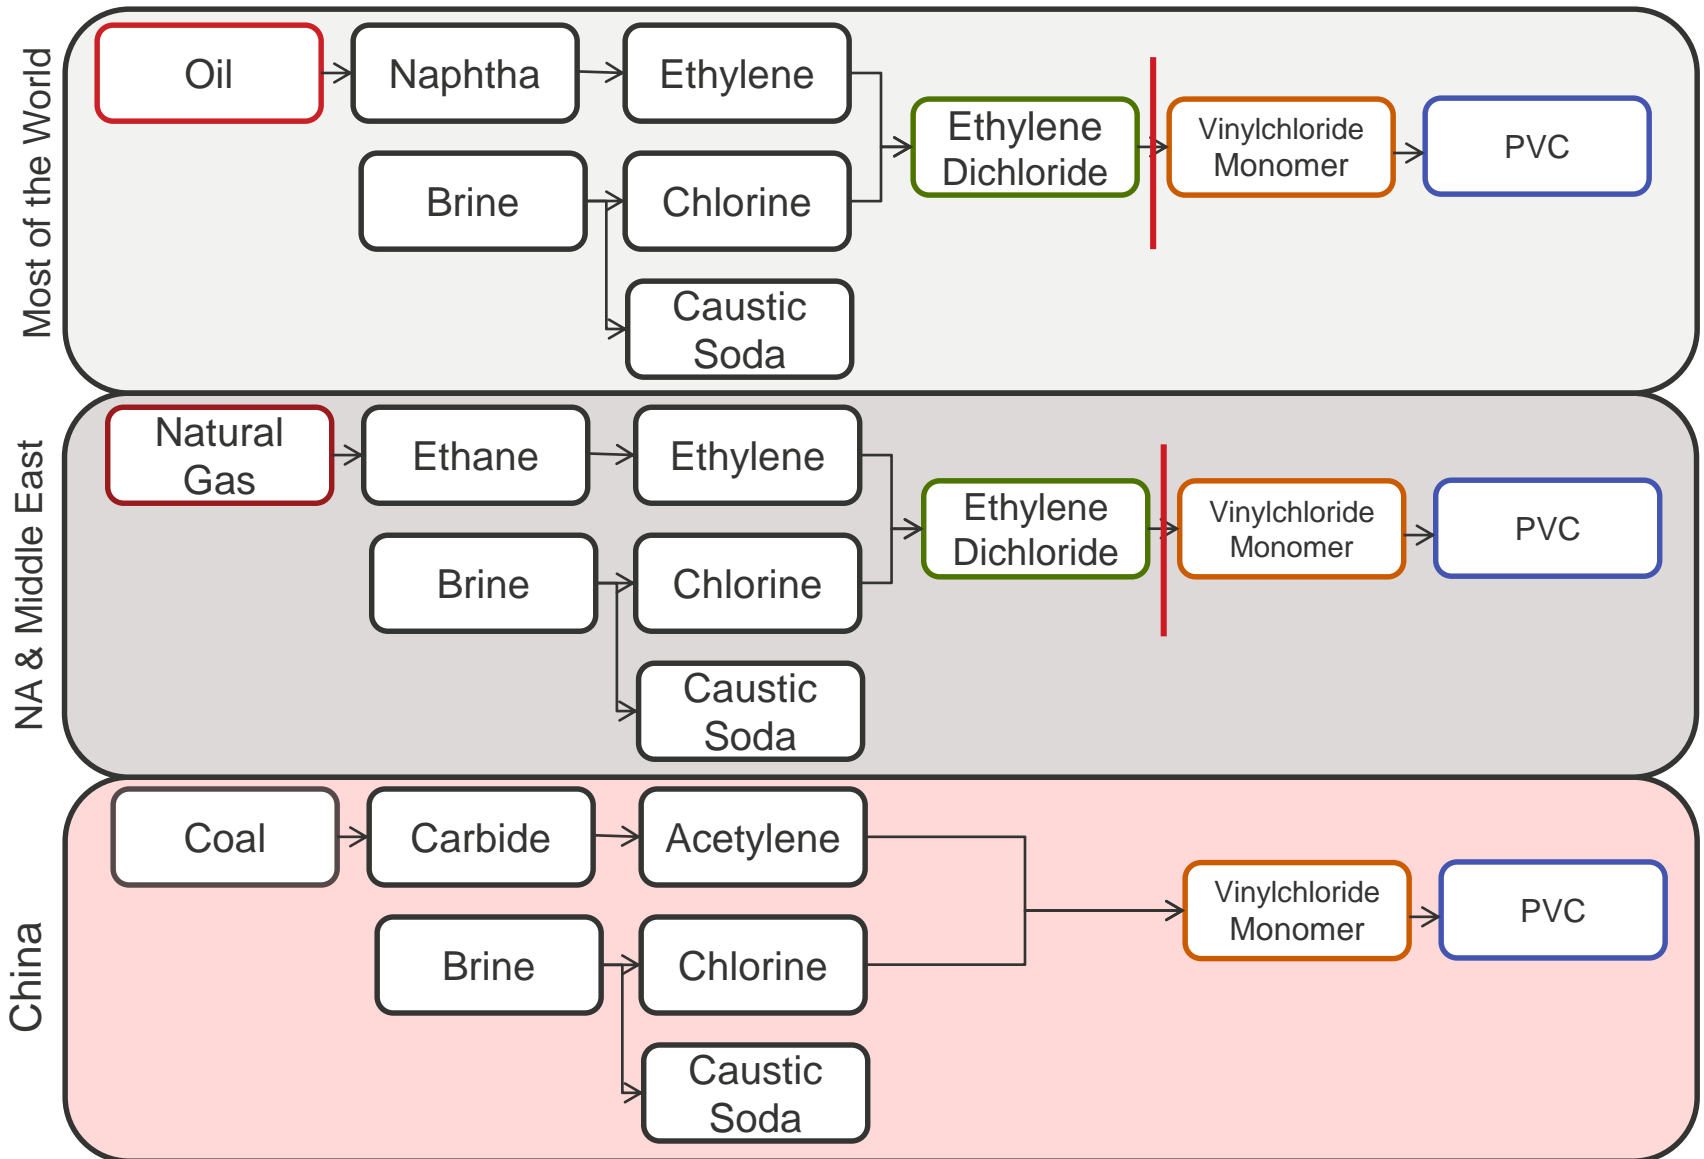 Most of the World
Oil
Naphtha
Ethylene
Brine
Chlorine
Caustic
Soda
Ethylene
Dichloride
Vinylchloride
Monomer
PVC
NA & Middle East
Natural
Gas
Ethane
Ethylene
Brine
Chlorine
Caustic
Soda
Ethylene
Dichloride
Vinylchloride
Monomer
PVC
China
Coal
Carbide
Acetylene
Brine
Chlorine
Caustic
Soda
Vinylchloride
Monomer
PVC